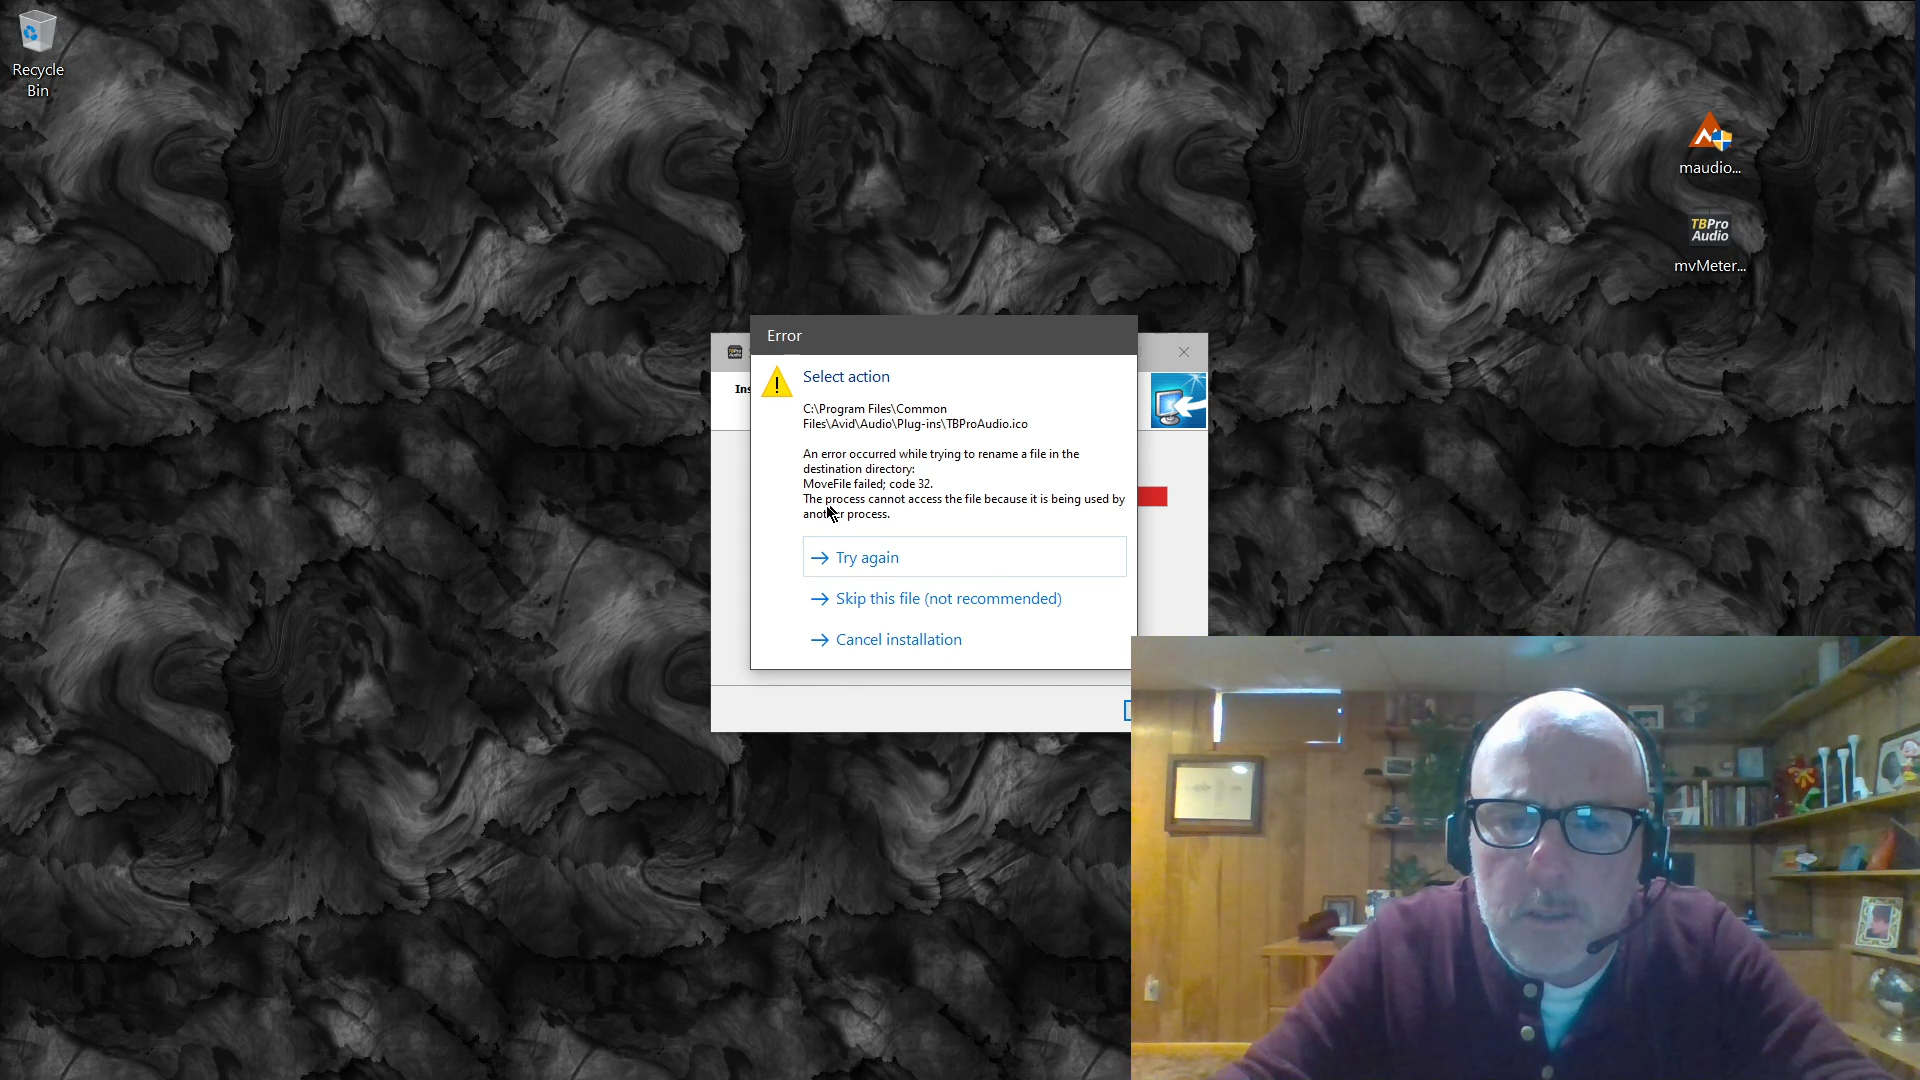 Recycle
Bin
maudio...
TBPro
Audio
mvMeter...
Error
Ins
Select action
C:\Program Files\Common
Files\Avid\Audio\Plug-ins\TBProAudio.ico
An error occurred while trying to rename a file in the
destination directory:
MoveFile failed; code 32.
The process cannot access the file because it is being used by
another process.
Try again
Skip this file (not recommended)
Cancel installation